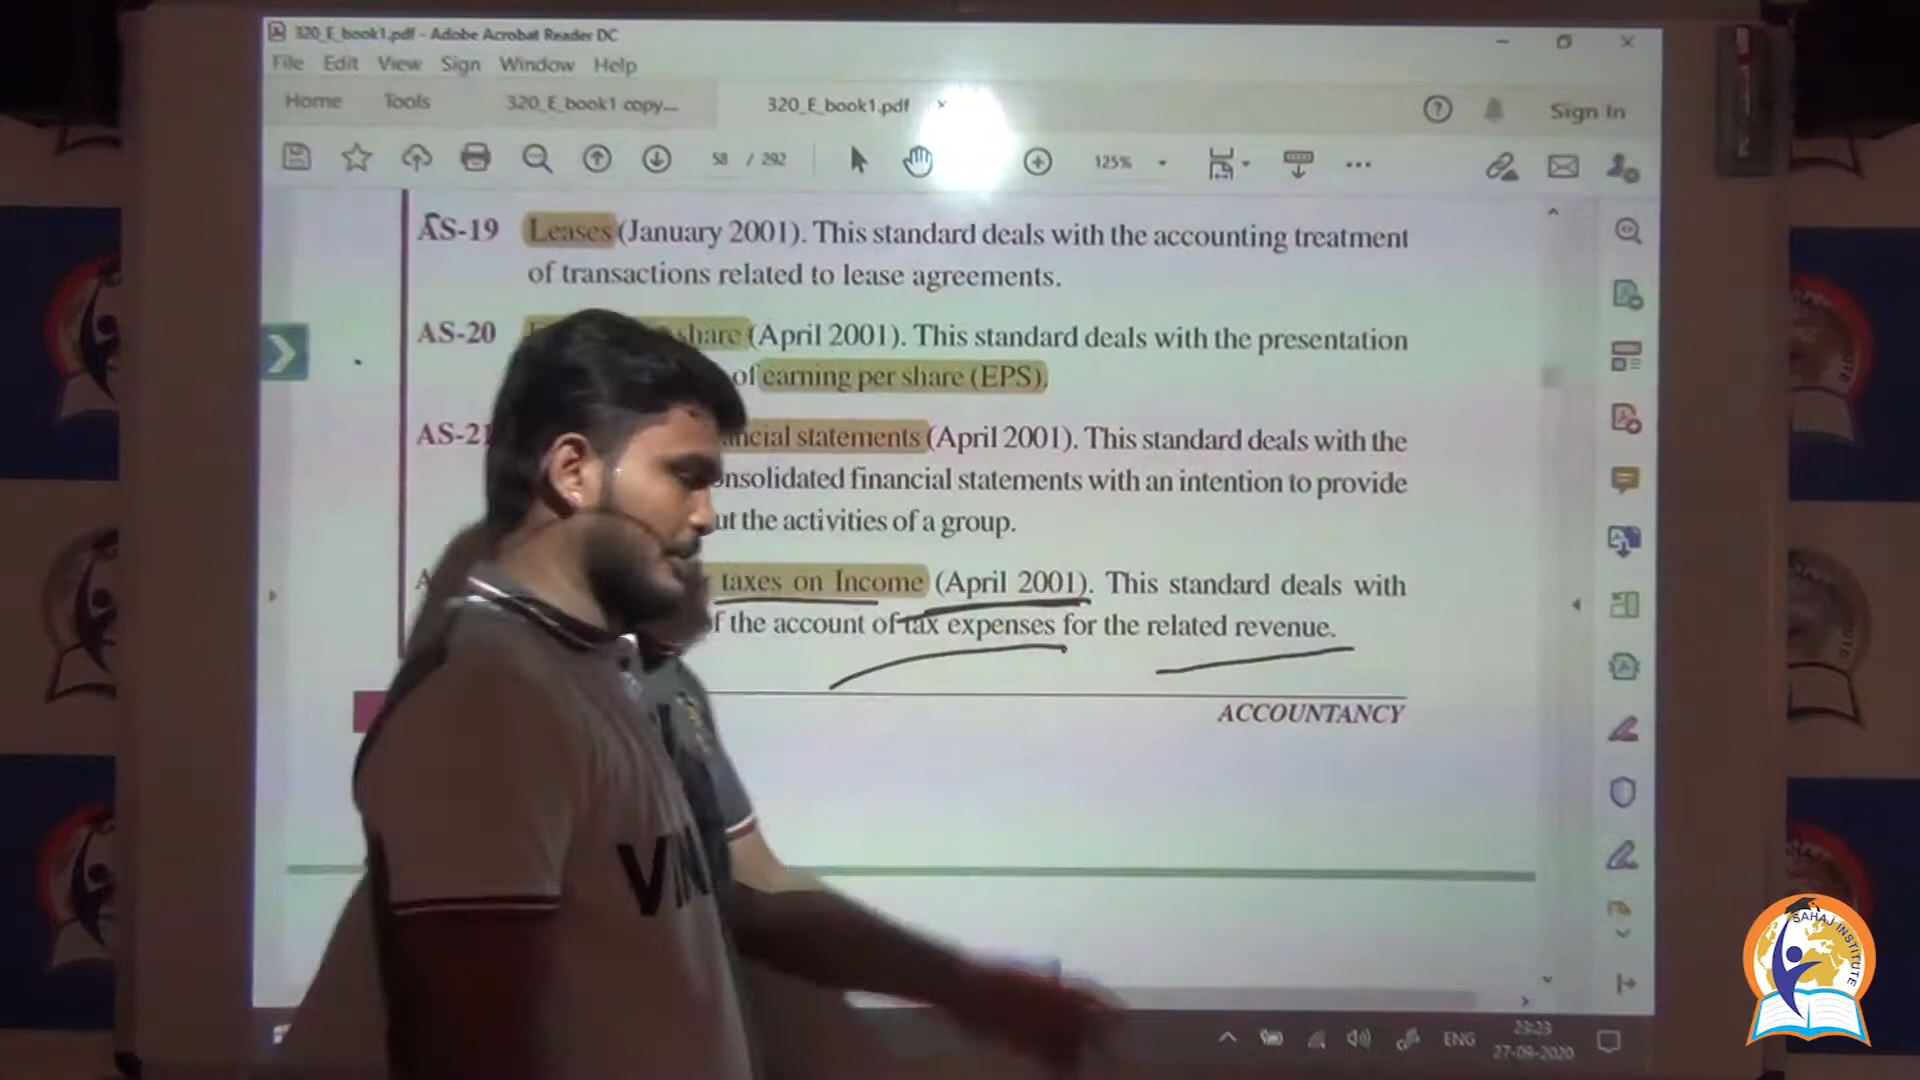 320_E_book1.pdf - Adobe Acrobat Reader DC
File Edit View Sign Window Help
Home Tools 320_E_book1 copy... 320_E_book1.pdf × Sign In
58 / 292 125%
AS-19 Leases (January 2001). This standard deals with the accounting treatment
of transactions related to lease agreements.
AS-20 share (April 2001). This standard deals with the presentation
of earning per share (EPS).
AS-21 statements (April 2001). This standard deals with the
financial statements with an intention to provide
the activities of a group.
taxes on Income (April 2001). This standard deals with
the account of tax expenses for the related revenue.
ACCOUNTANCY
ENG 23:23
27-09-2020
SAHAJ INSTITUTE